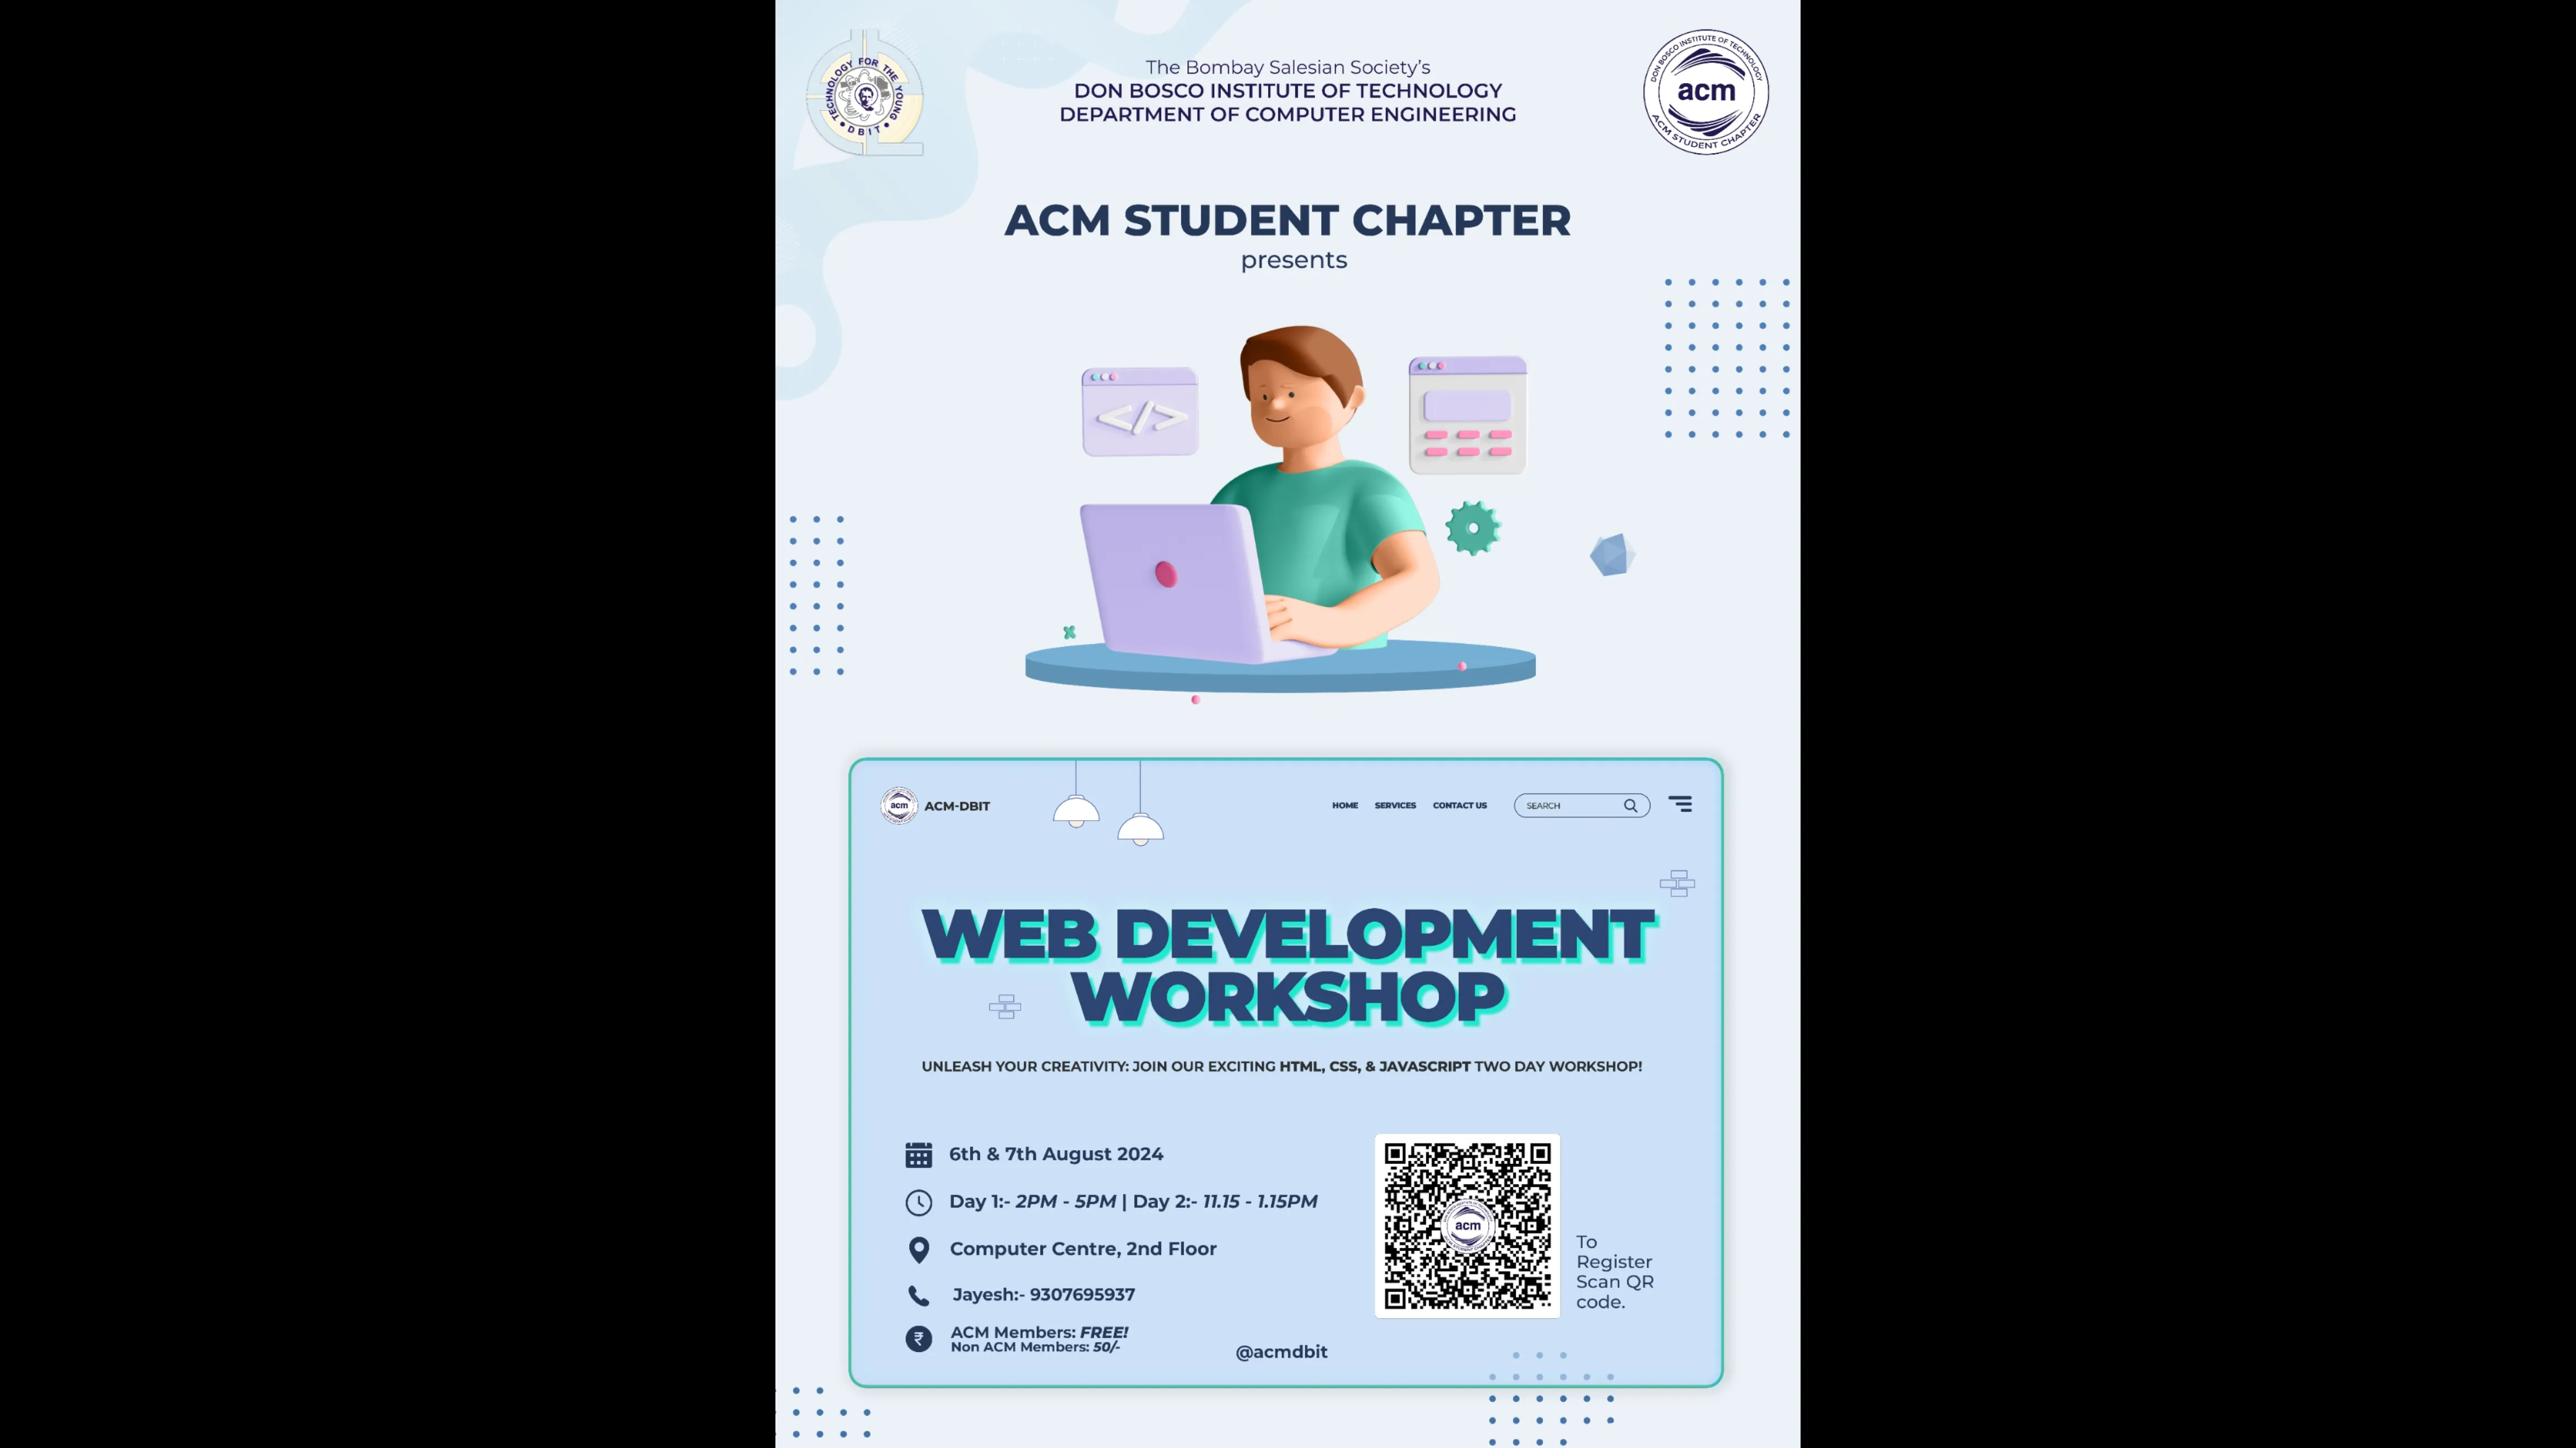 TECHNOLOGY FOR THE YOUNG
DBIT
The Bombay Salesian Society's
DON BOSCO INSTITUTE OF TECHNOLOGY
DEPARTMENT OF COMPUTER ENGINEERING
DON BOSCO INSTITUTE OF TECHNOLOGY
acm
ACM STUDENT CHAPTER
ACM STUDENT CHAPTER
presents
</>
acm
ACM-DBIT
HOME SERVICES CONTACT US SEARCH
WEB DEVELOPMENT
WORKSHOP
UNLEASH YOUR CREATIVITY: JOIN OUR EXCITING HTML, CSS, & JAVASCRIPT TWO DAY WORKSHOP!
6th & 7th August 2024
Day 1:- 2PM - 5PM | Day 2:- 11.15 - 1.15PM
Computer Centre, 2nd Floor
Jayesh:- 9307695937
₹
ACM Members: FREE!
Non ACM Members: 50/-
@acmdbit
acm
To
Register
Scan QR
code.